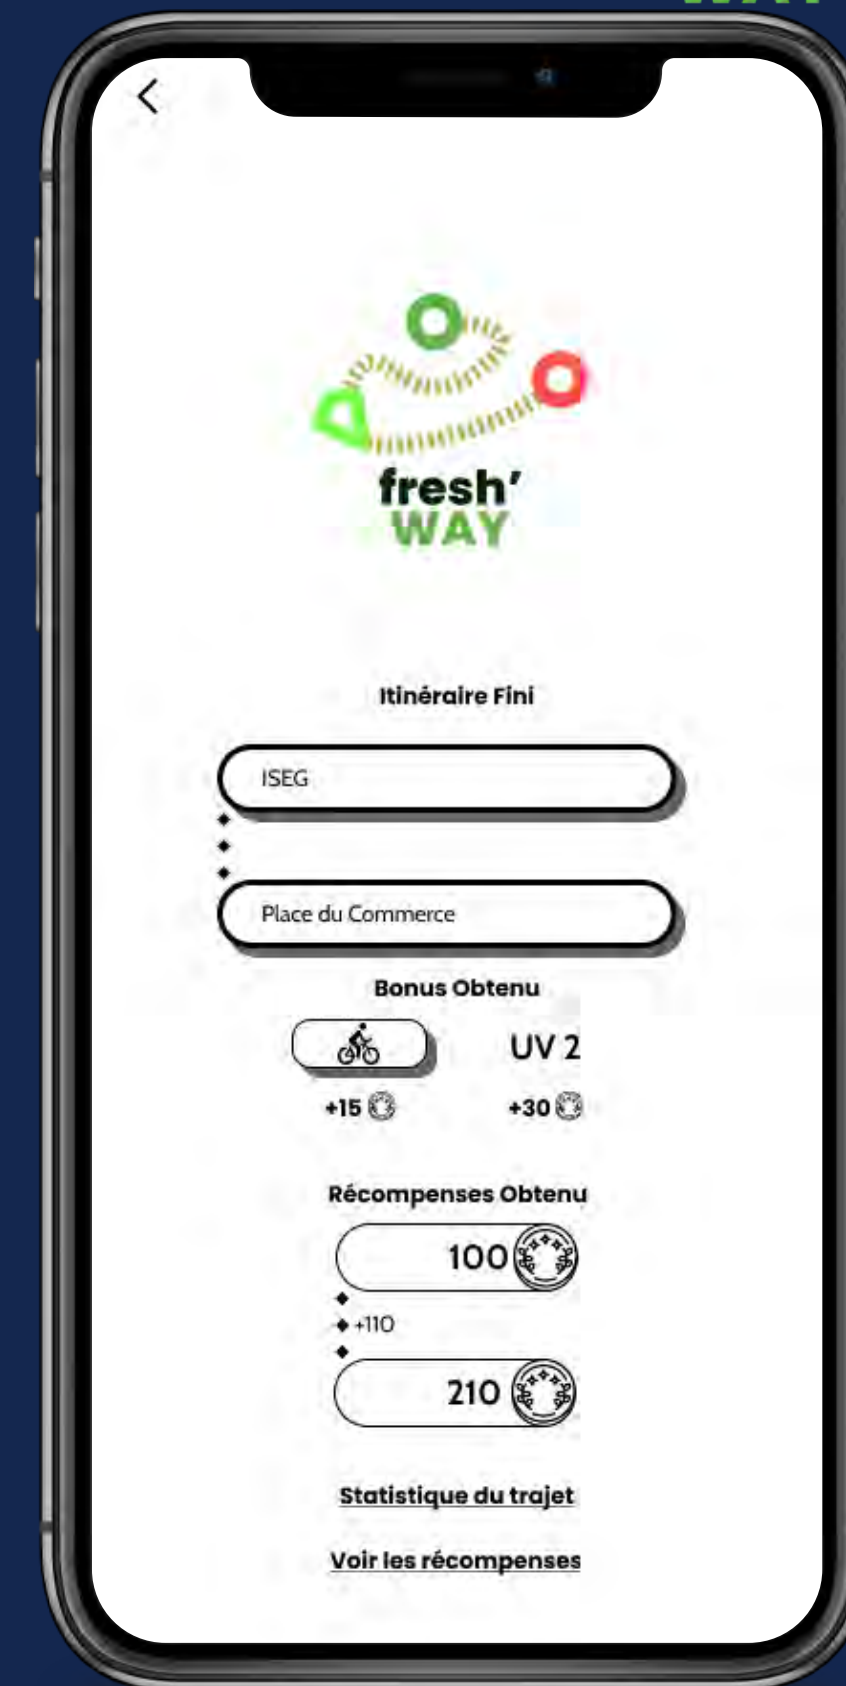 WAY
fresh'
WAY
Itinéraire Fini
ISEG
Place du Commerce
Bonus Obtenu
UV 2
+15 +30
Récompenses Obtenu
100
+110
210
Statistique du trajet
Voir les récompenses